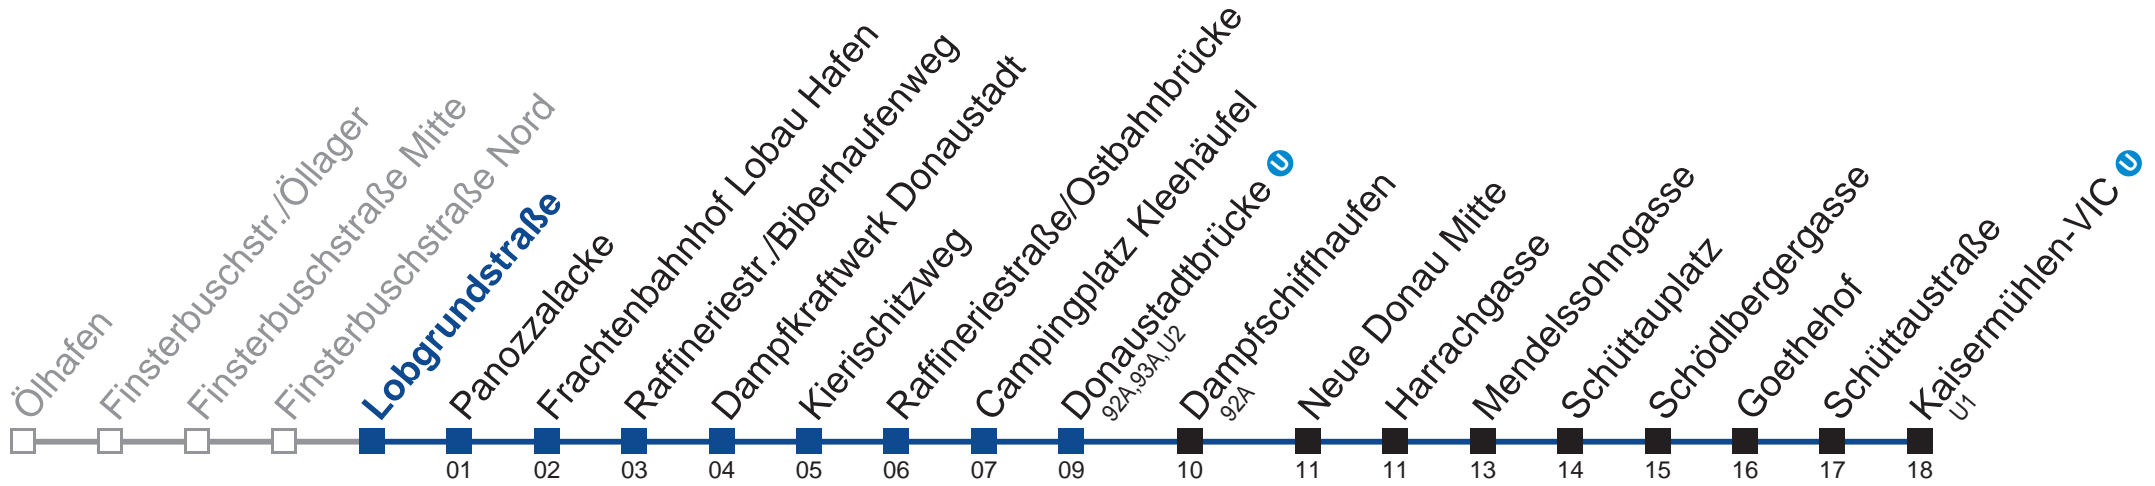 Ölhafen
Finsterbuschstr./Öllager
Finsterbuschstraße Mitte
Finsterbuschstraße Nord
Lobgrundstraße
Panozzalacke
Frachtenbahnhof Lobau Hafen
Raffineriestr./Biberhaufenweg
Dampfkraftwerk Donaustadt
Kierischitzweg
Raffineriestraße/Ostbahnbrücke
Campingplatz Kleehäufel
Donaustadtbrücke U
92A,93A,U2
Dampfschiffhaufen
92A
Neue Donau Mitte
Harrachgasse
Mendelssohngasse
Schüttauplatz
Schödlbergergasse
Goethehof
Schüttaustraße
Kaisermühlen-VIC U
U1
01 02 03 04 05 06 07 09 10 11 11 13 14 15 16 17 18